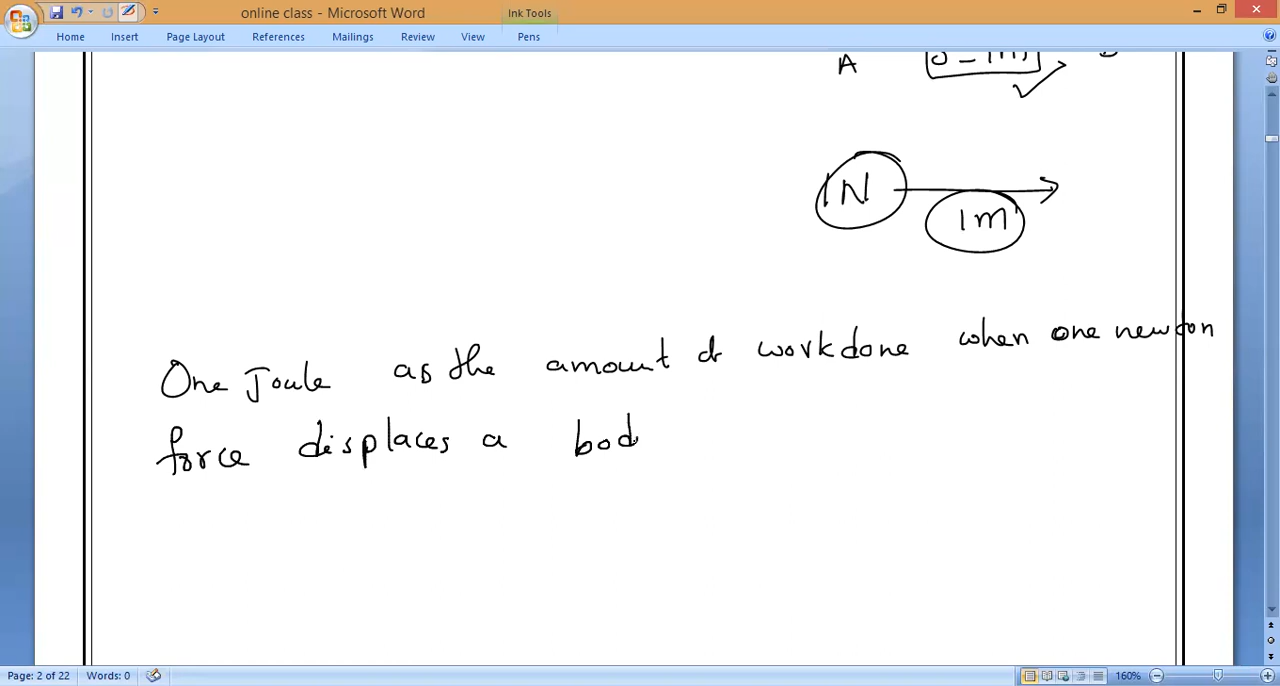 online class - Microsoft Word
Ink Tools
Home Insert Page Layout References Mailings Review View Pens
A
1N
1m
One Joule as the amount of workdone when one newton
force displaces a bod
Page: 2 of 22 Words: 0 160%